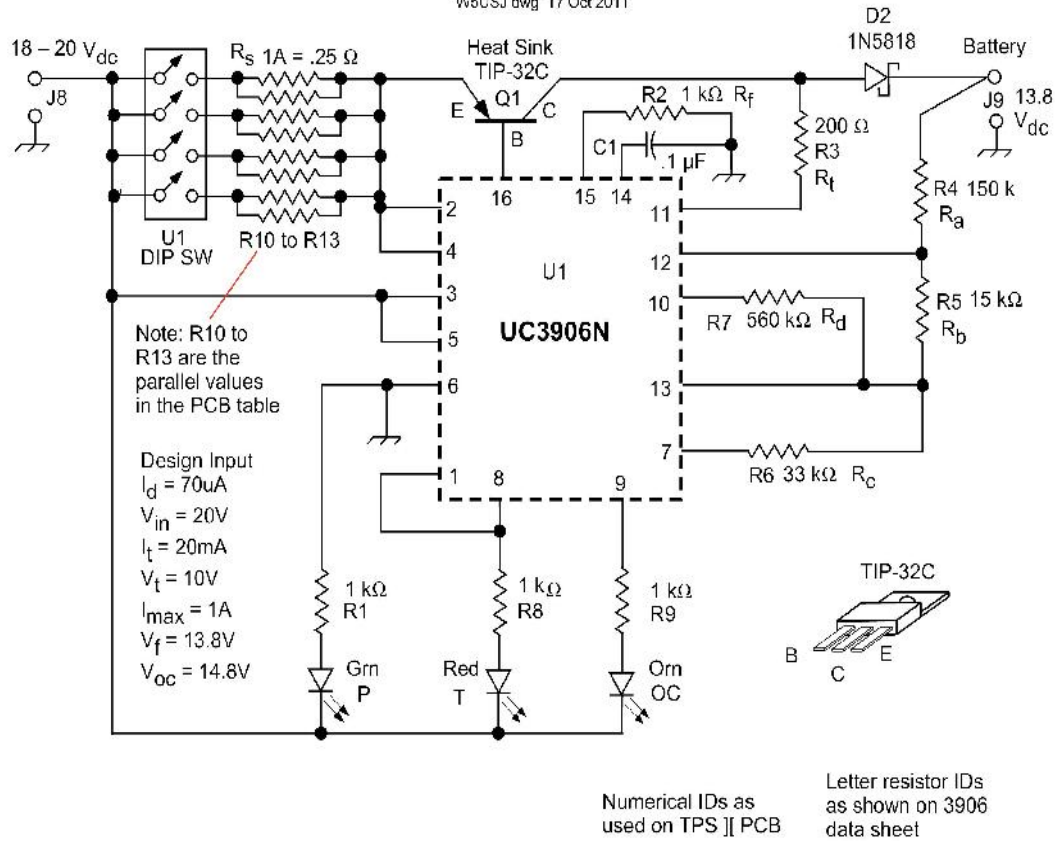 W5USJ dwg 17 Oct 2011
18 – 20 Vdc
J8
Rs 1A = .25 Ω
Heat Sink
TIP-32C
Q1
E
C
B
D2
1N5818
Battery
J9 13.8
Vdc
R2 1 kΩ Rf
C1
.1 µF
200 Ω
R3
Rt
R4 150 k
Ra
U1
DIP SW
R10 to R13
16
15
14
2
11
4
12
3
10
5
13
6
7
1
8
9
U1
UC3906N
R7 560 kΩ Rd
R5 15 kΩ
Rb
R6 33 kΩ Rc
Note: R10 to
R13 are the
parallel values
in the PCB table
Design Input
Id = 70uA
Vin = 20V
It = 20mA
Vt = 10V
Imax = 1A
Vf = 13.8V
Voc = 14.8V
1 kΩ
R1
1 kΩ
R8
1 kΩ
R9
Grn
P
Red
T
Orn
OC
TIP-32C
B
C
E
Numerical IDs as
used on TPS ][ PCB
Letter resistor IDs
as shown on 3906
data sheet